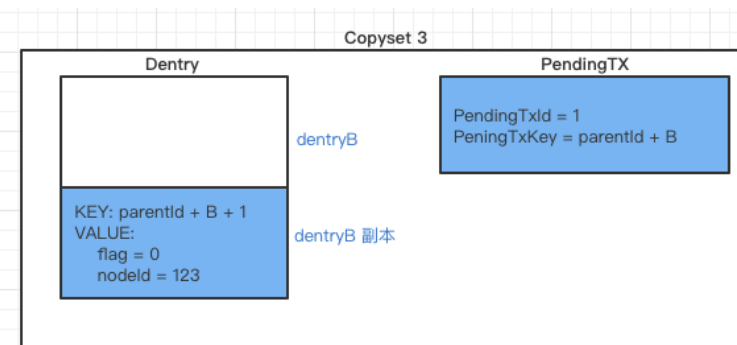 Copyset 3
Dentry
PendingTX
PendingTxId = 1
PeningTxKey = parentId + B
dentryB
KEY: parentId + B + 1
VALUE:
flag = 0
nodeId = 123
dentryB 副本